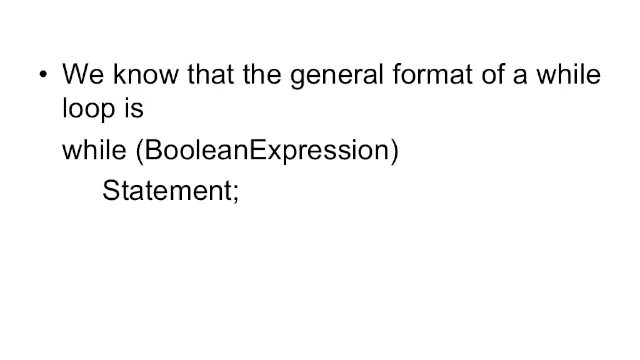 • We know that the general format of a while
loop is
while (BooleanExpression)
Statement;